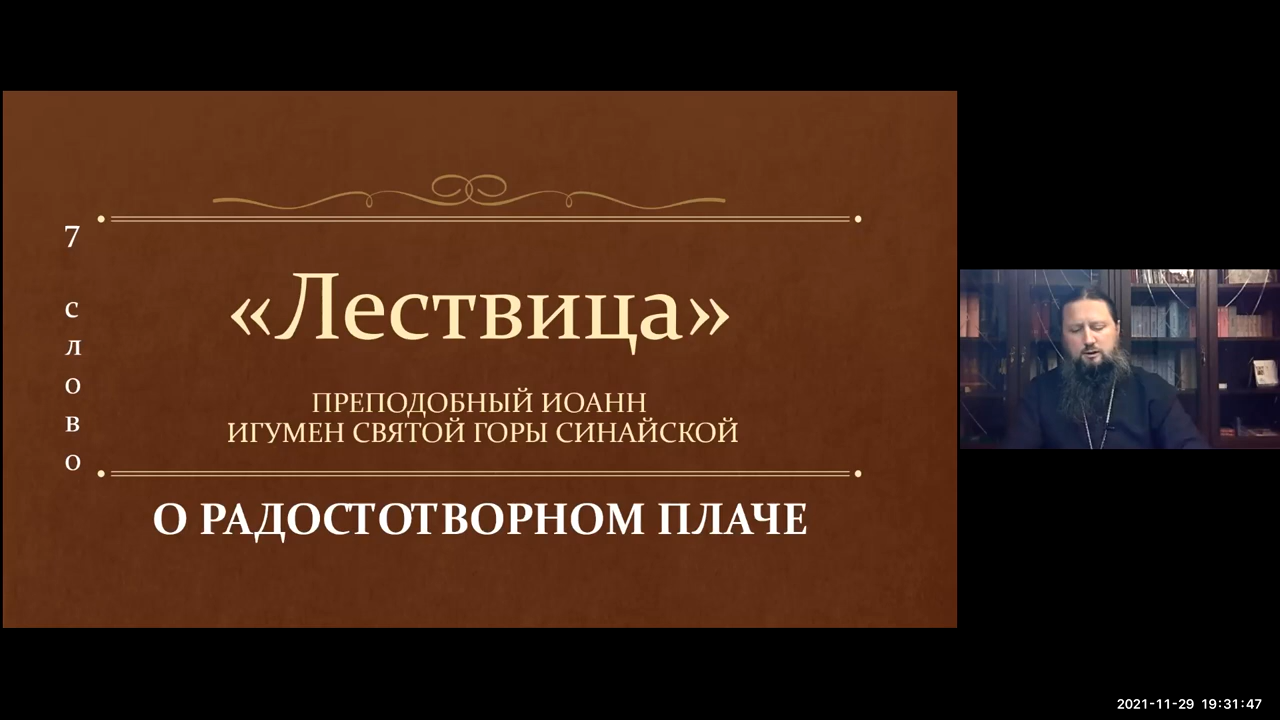 7 слово
«Лествица»
ПРЕПОДОБНЫЙ ИОАНН
ИГУМЕН СВЯТОЙ ГОРЫ СИНАЙСКОЙ
О РАДОСТОТВОРНОМ ПЛАЧЕ
2021-11-29 19:31:47